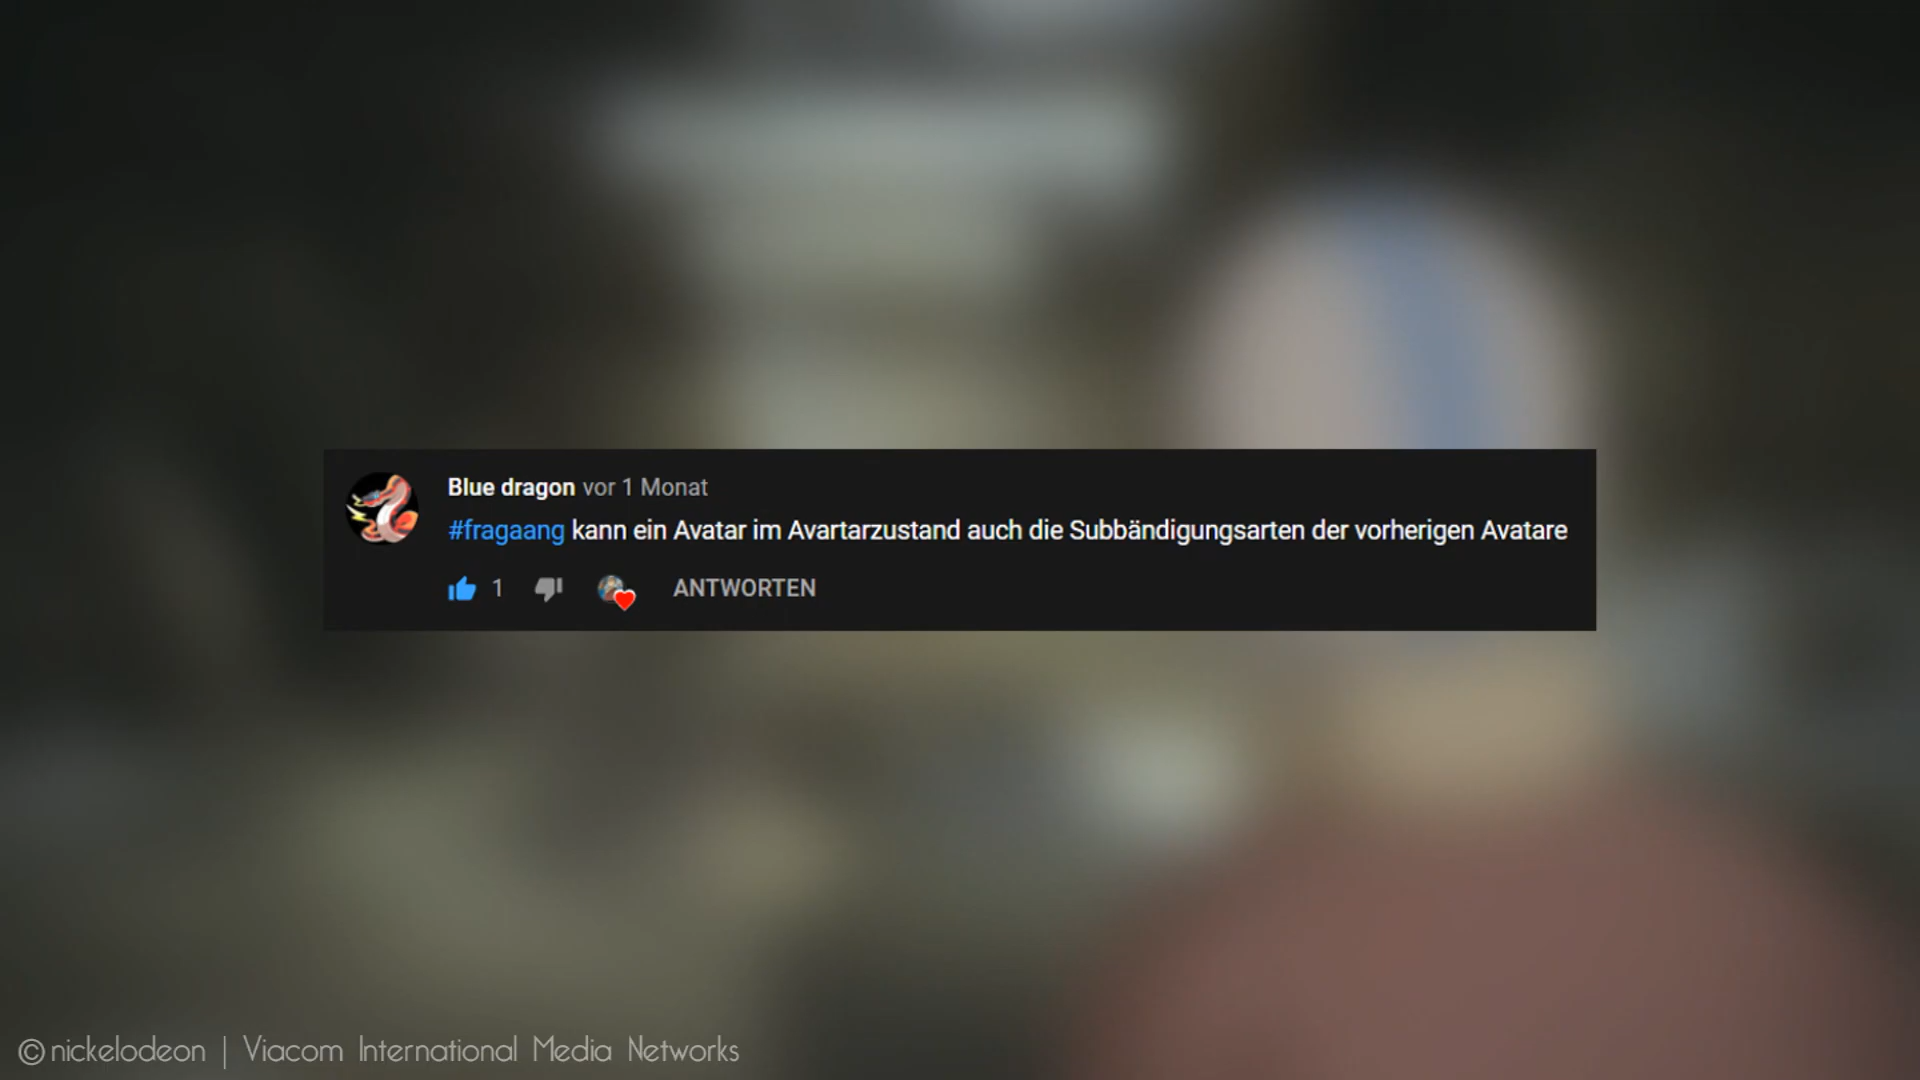 Blue dragon vor 1 Monat
#fragaang kann ein Avatar im Avartarzustand auch die Subbändigungsarten der vorherigen Avatare
1 ANTWORTEN
©nickelodeon | Viacom International Media Networks